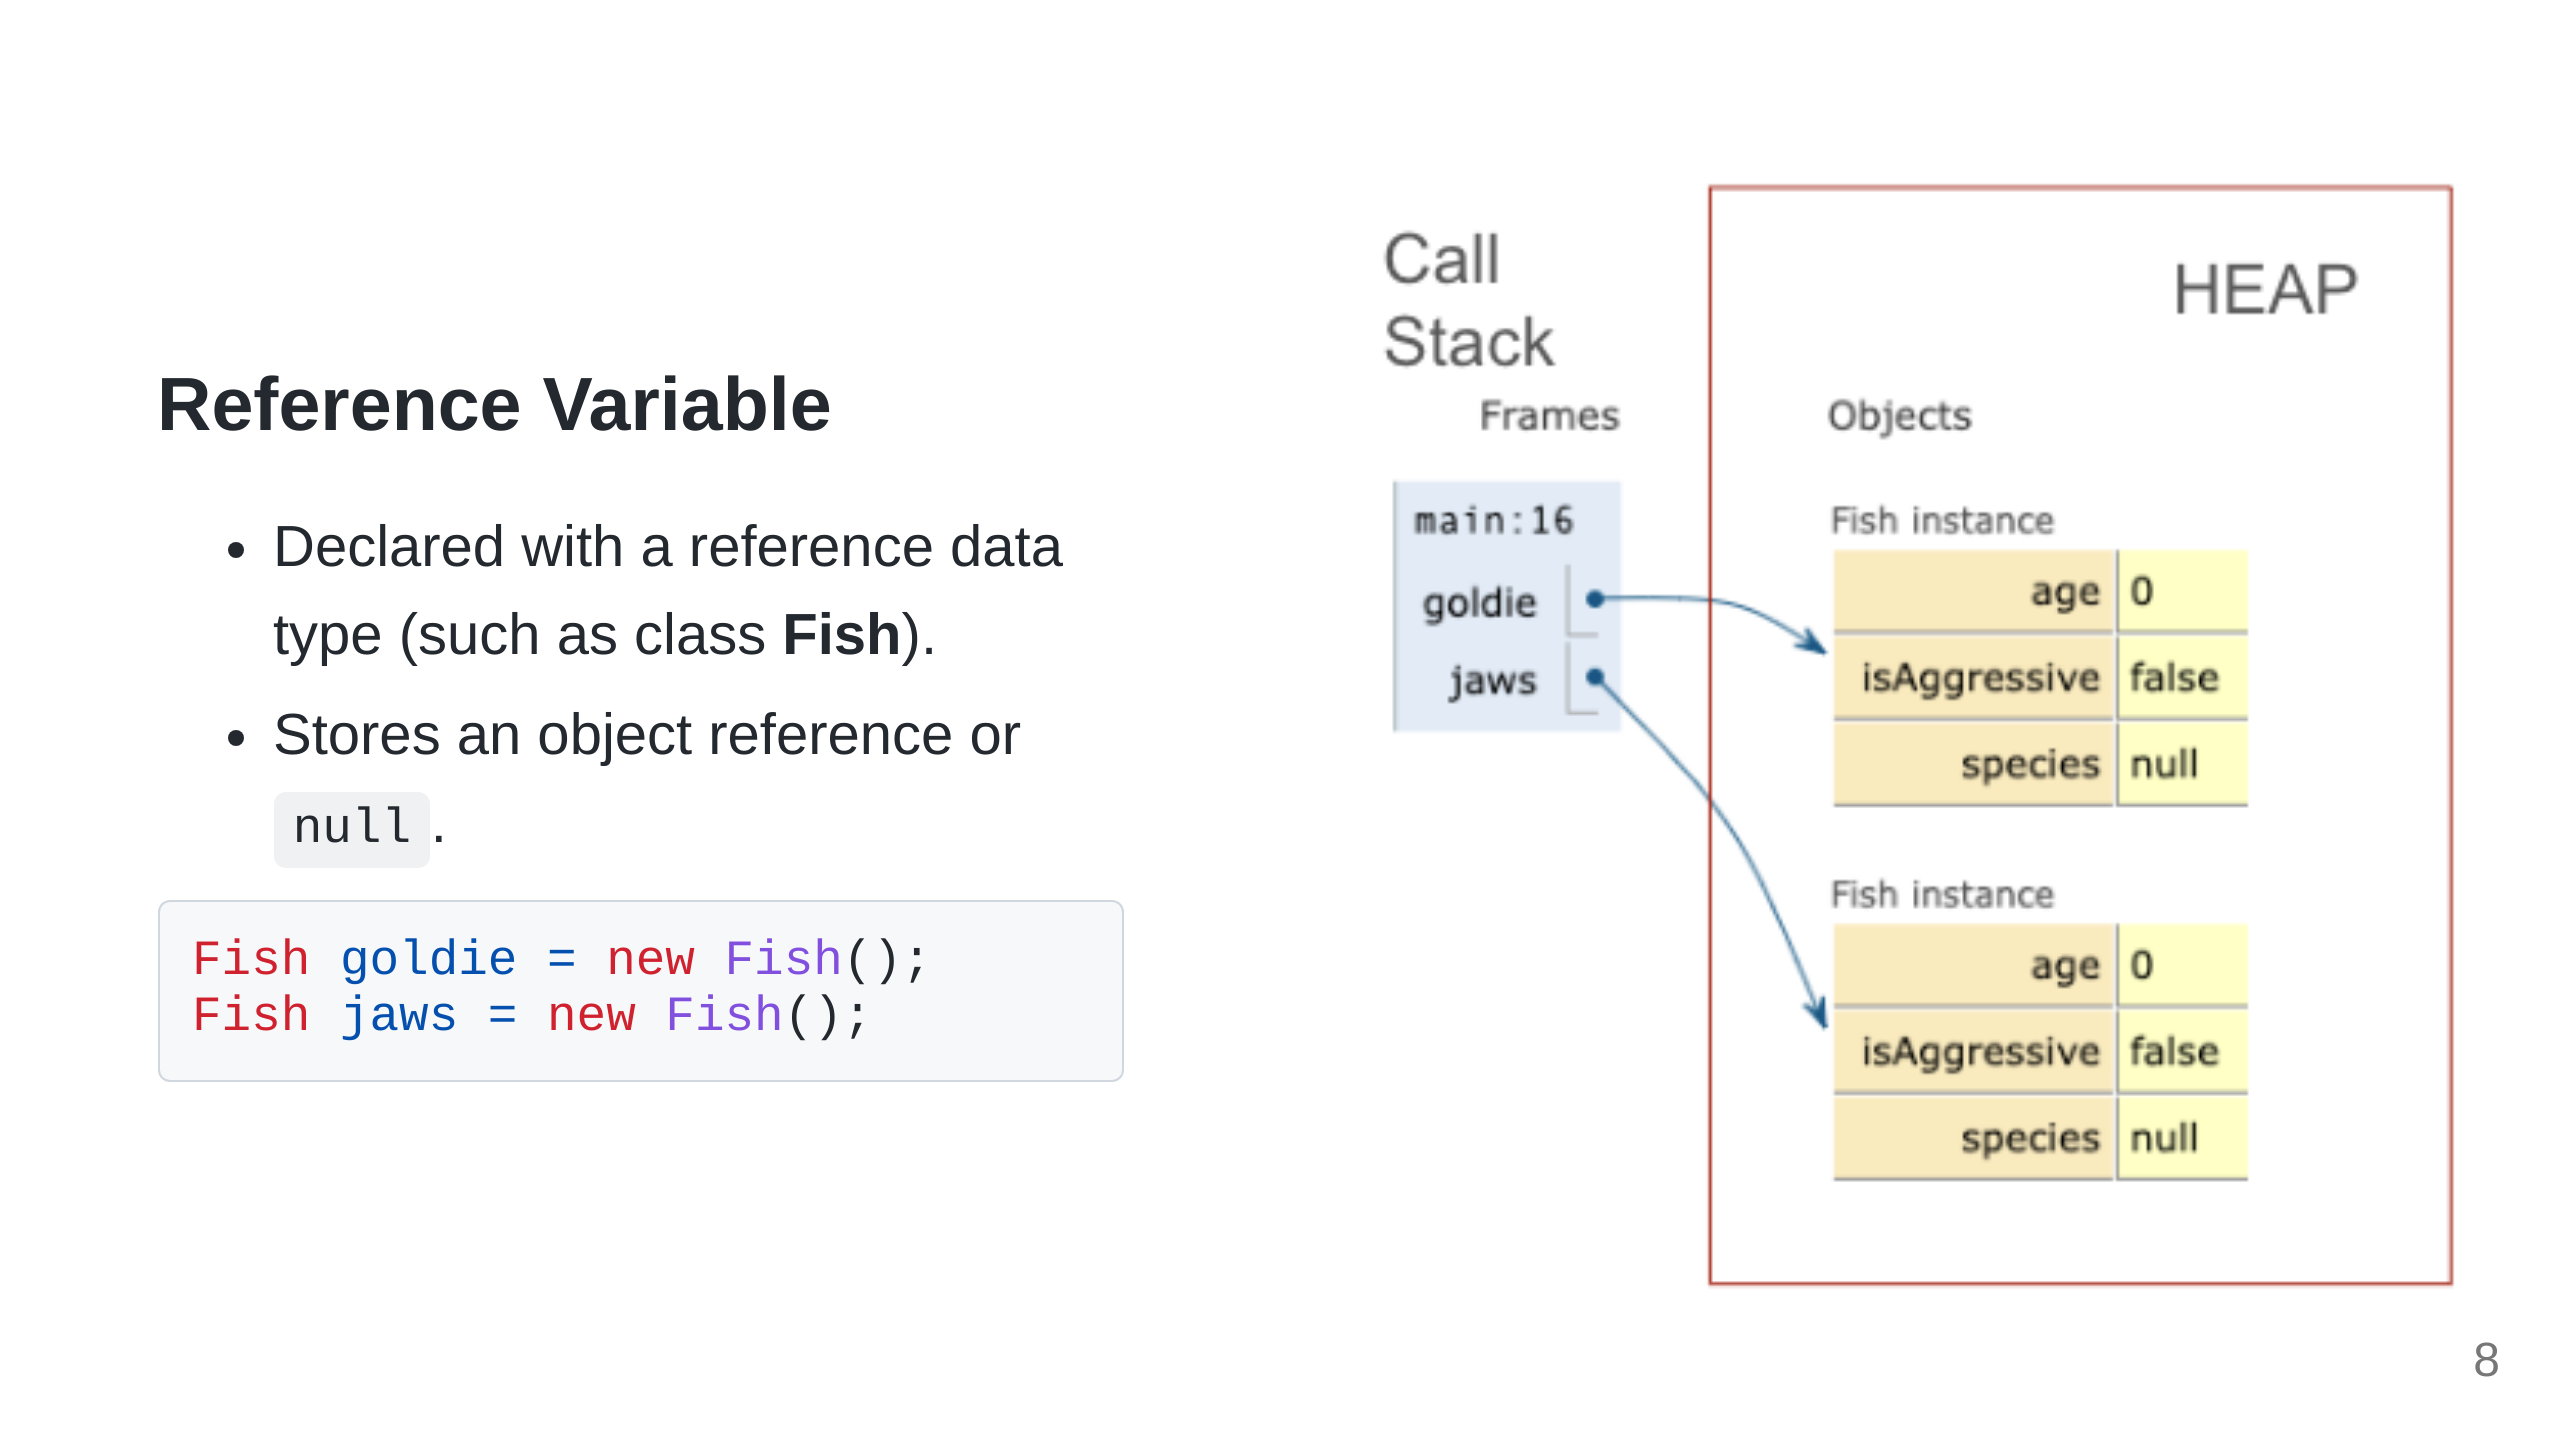 Reference Variable
• Declared with a reference data
type (such as class Fish).
• Stores an object reference or
null .
Fish goldie = new Fish();
Fish jaws = new Fish();
Call
Stack
HEAP
Frames
Objects
main:16
goldie
jaws
Fish instance
age 0
isAggressive false
species null
Fish instance
age 0
isAggressive false
species null
8